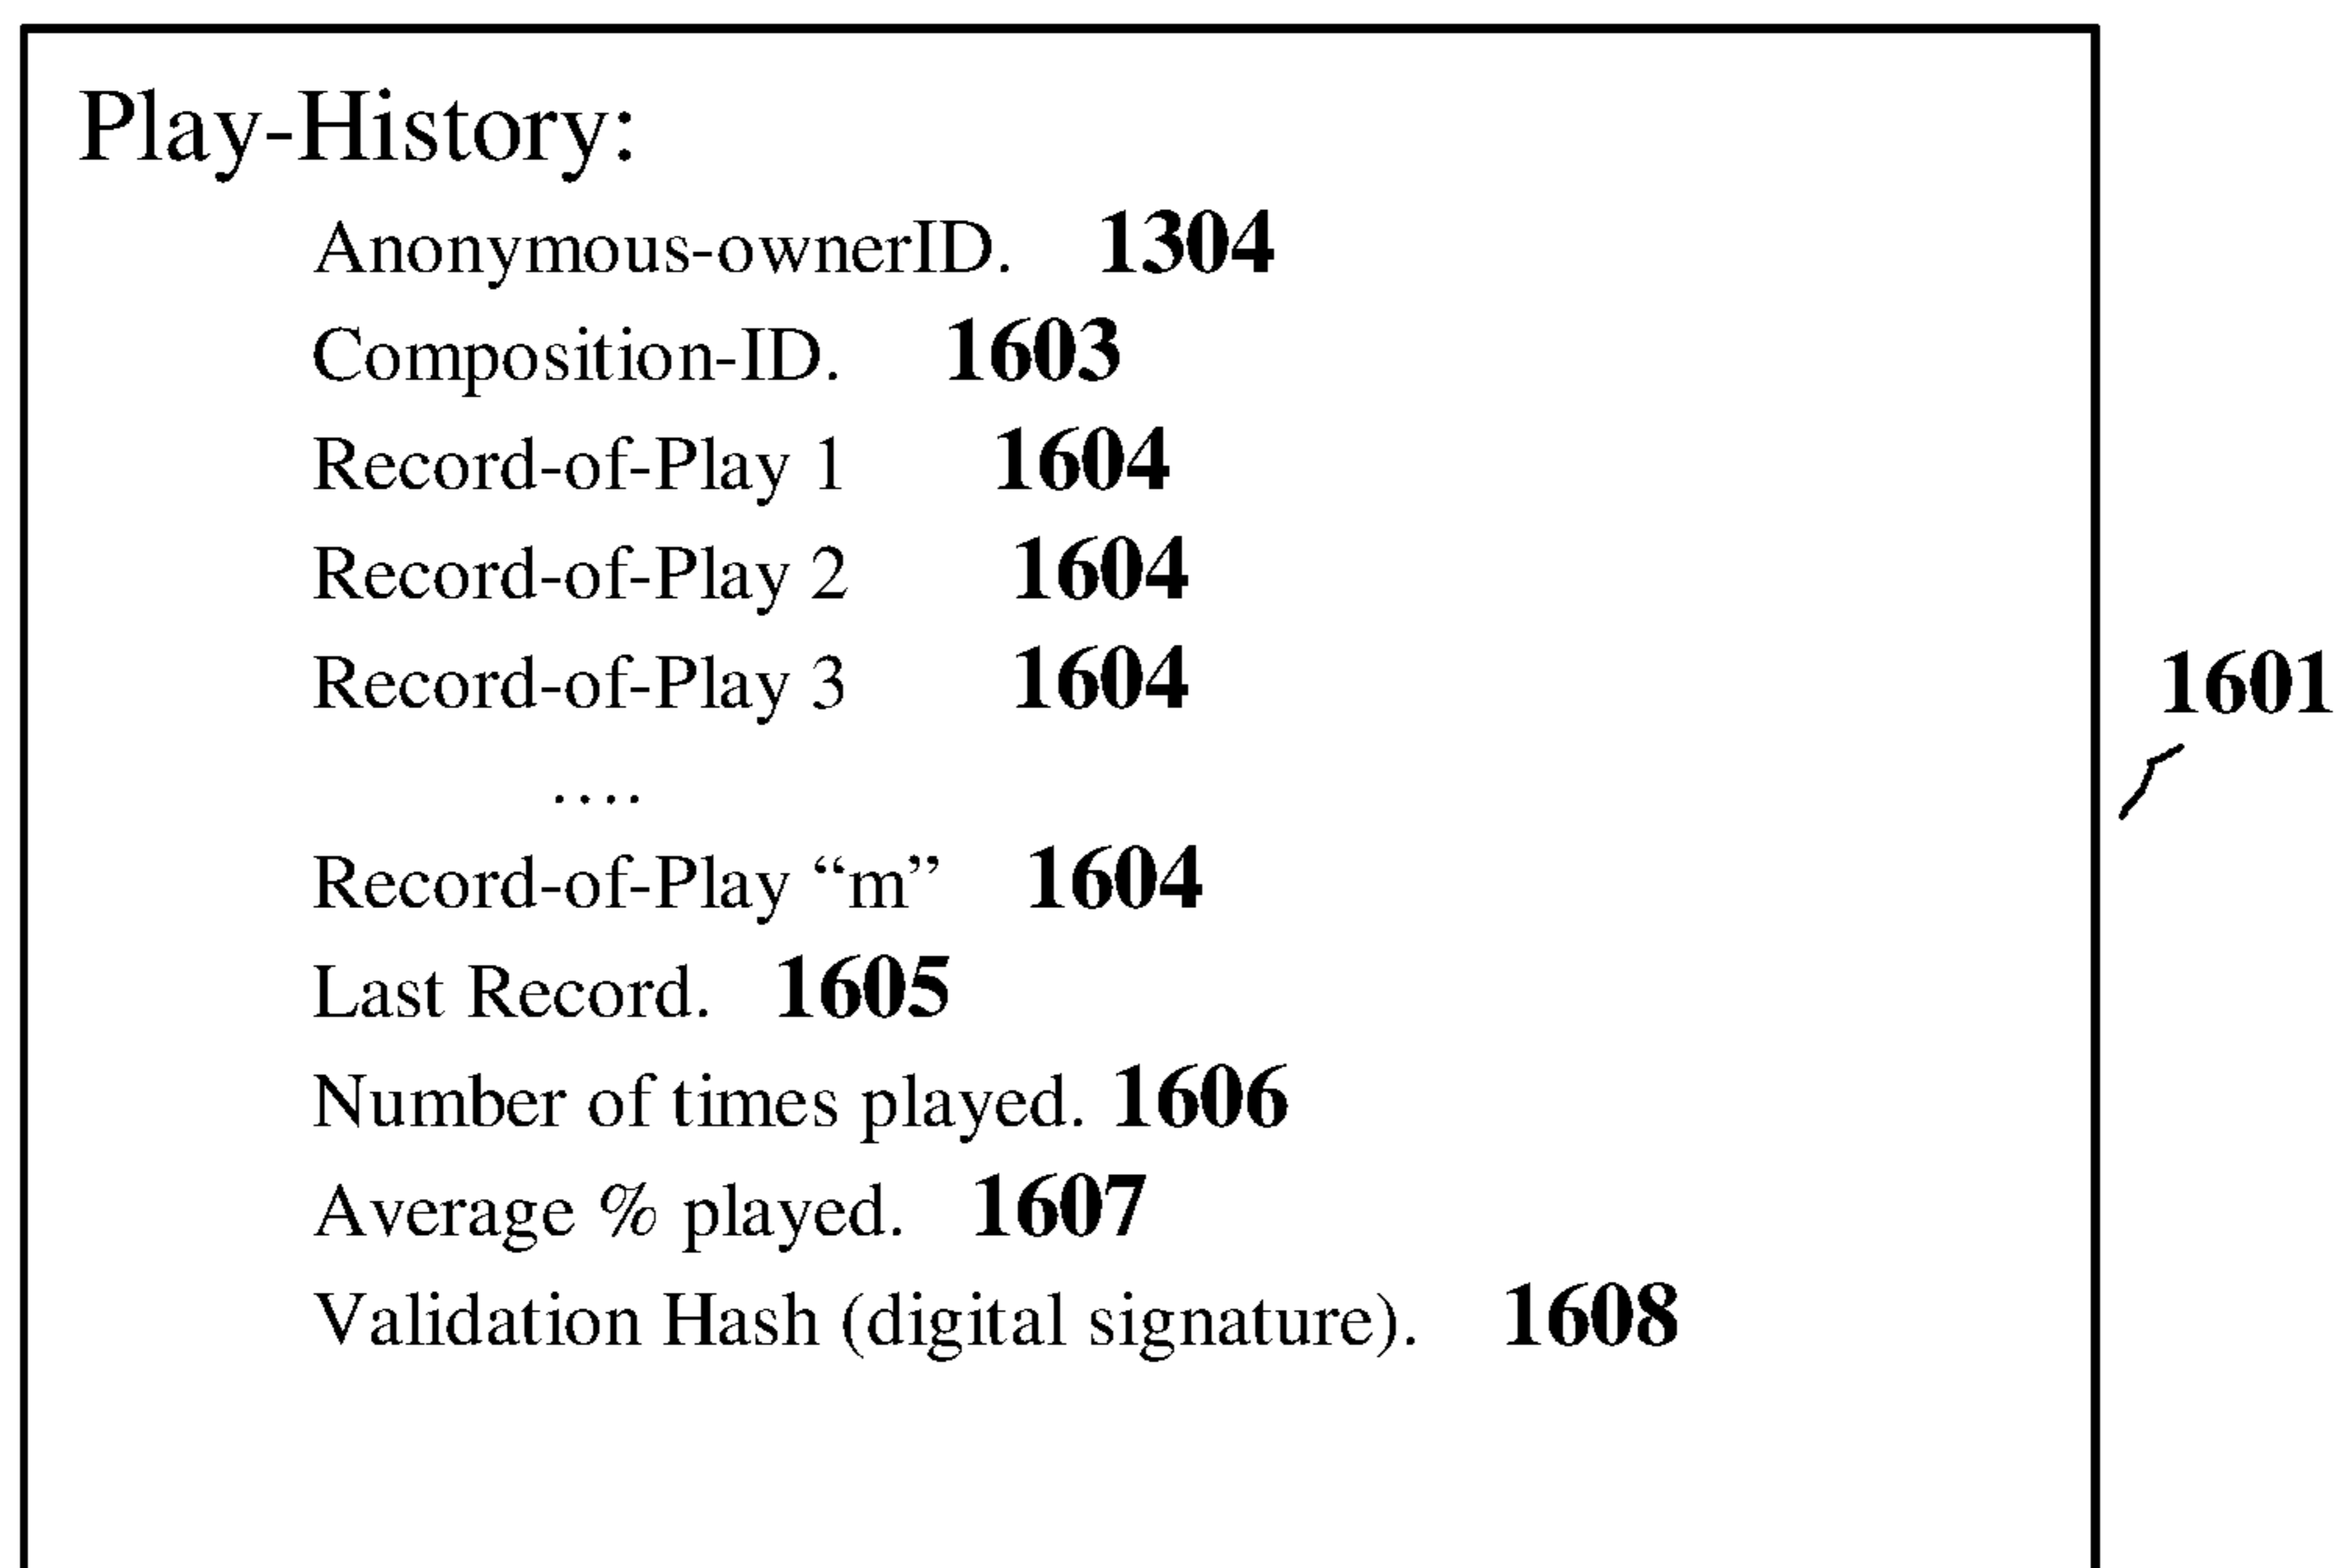 Play-History:
Anonymous-ownerID. 1304
Composition-ID. 1603
Record-of-Play 1 1604
Record-of-Play 2 1604
Record-of-Play 3 1604
1601
....
Record-of-Play “m” 1604
Last Record. 1605
Number of times played. 1606
Average % played. 1607
Validation Hash (digital signature). 1608